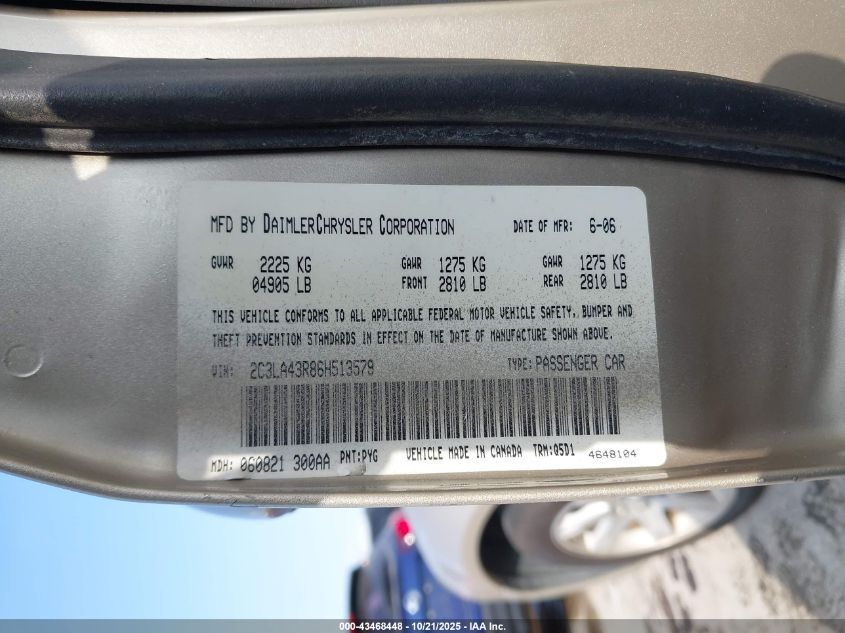 MFD BY DAIMLERCHRYSLER CORPORATION DATE OF MFR: 6-06
GVWR 2225 KG GAWR 1275 KG GAWR 1275 KG
04905 LB FRONT 2810 LB REAR 2810 LB
THIS VEHICLE CONFORMS TO ALL APPLICABLE FEDERAL MOTOR VEHICLE SAFETY, BUMPER AND
THEFT PREVENTION STANDARDS IN EFFECT ON THE DATE OF MANUFACTURE SHOWN ABOVE.
VIN: 2C3LA43R86H513579 TYPE: PASSENGER CAR
MDH: 060821 300AA PNT: PYG VEHICLE MADE IN CANADA TRM: Q5D1 4648104
000-43468448 - 10/21/2025 - IAA Inc.